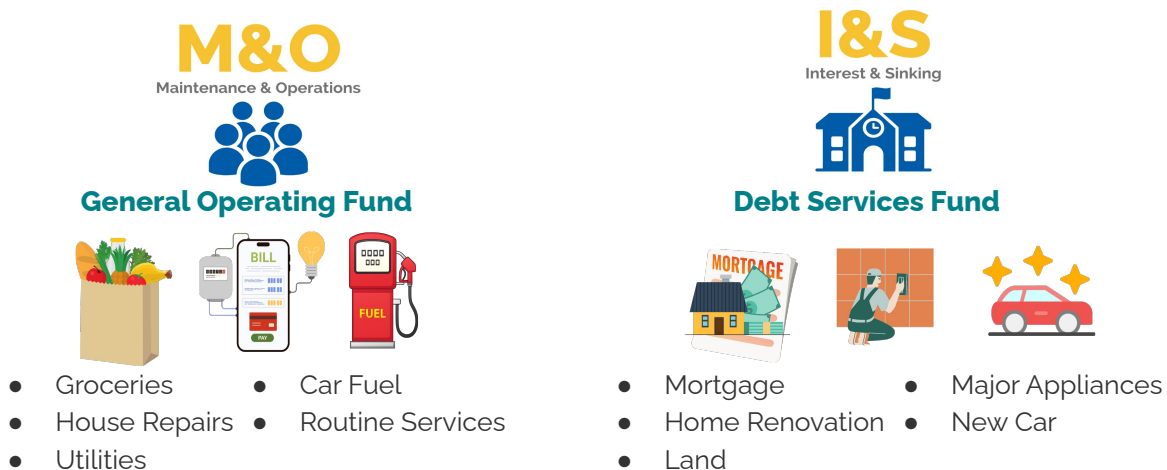 M&O
Maintenance & Operations
General Operating Fund
BILL
PAY
FUEL
● Groceries
● House Repairs
● Utilities
● Car Fuel
● Routine Services
I&S
Interest & Sinking
Debt Services Fund
MORTGAGE
● Mortgage
● Home Renovation
● Land
● Major Appliances
● New Car